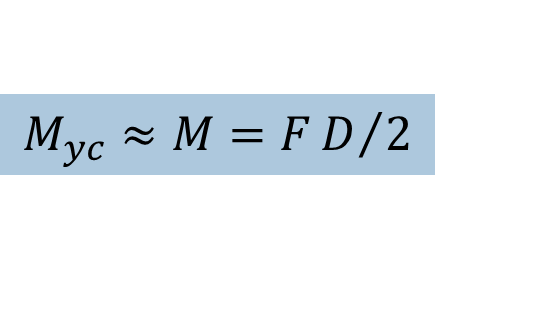 M_yc ≈ M = F D/2